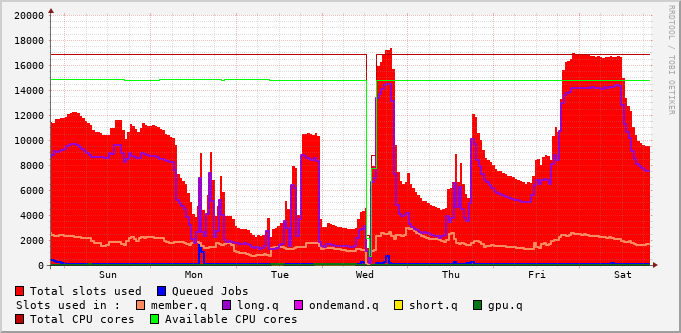 RRDTOOL / TOBI OETIKER
20000
18000
16000
14000
12000
10000
8000
6000
4000
2000
0
Sun Mon Tue Wed Thu Fri Sat
Total slots used Queued Jobs
Slots used in : member.q long.q ondemand.q short.q gpu.q
Total CPU cores Available CPU cores